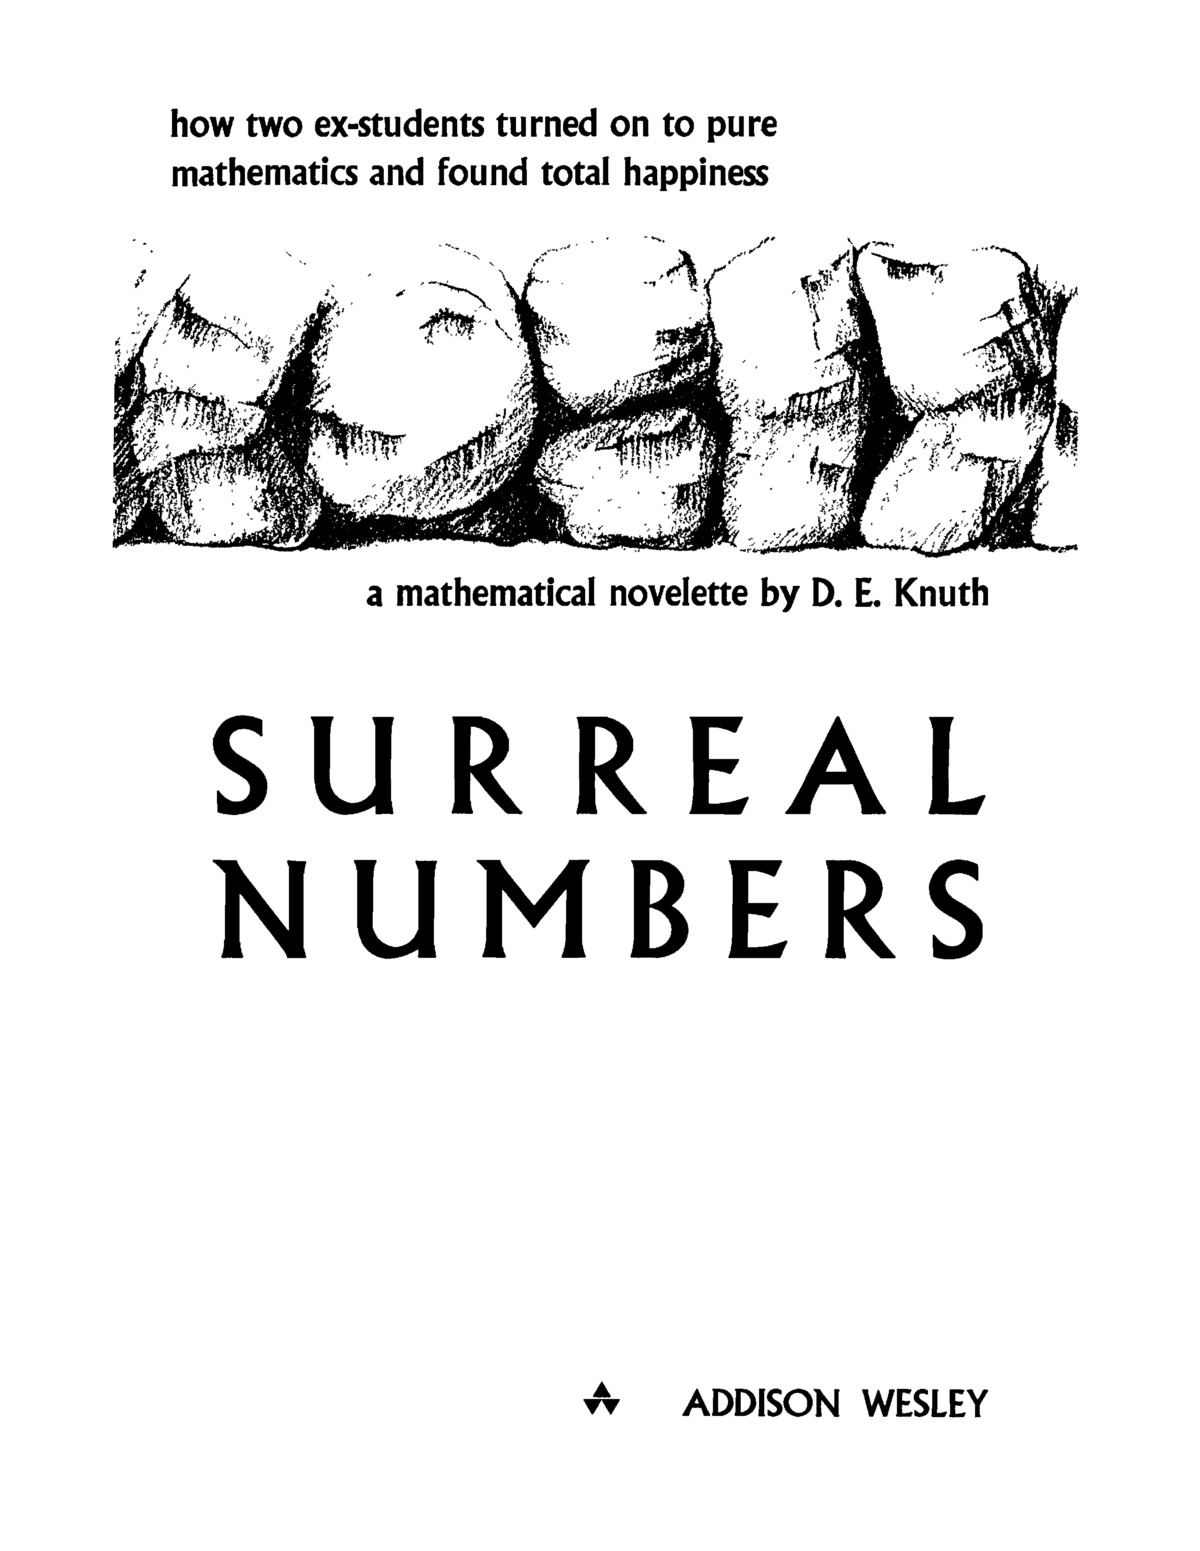 how two ex-students turned on to pure
mathematics and found total happiness
a mathematical novelette by D. E. Knuth
SURREAL
NUMBERS
ADDISON WESLEY